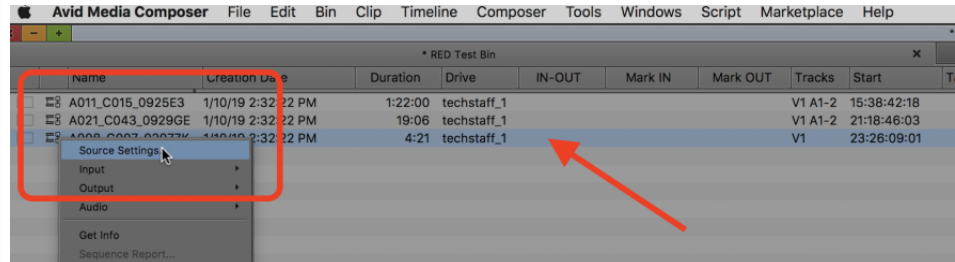 Avid Media Composer File Edit Bin Clip Timeline Composer Tools Windows Script Marketplace Help
RED Test Bin
Name Creation Date Duration Drive IN-OUT Mark IN Mark OUT Tracks Start
A011_C015_0925E3 1/10/19 2:32:22 PM 1:22:00 techstaff_1 V1 A1-2 15:38:42:18
A021_C043_0929GE 1/10/19 2:32:22 PM 19:06 techstaff_1 V1 A1-2 21:18:46:03
2:32:22 PM 4:21 techstaff_1 V1 23:26:09:01
Source Settings...
Input
Output
Audio
Get Info
Sequence Report...